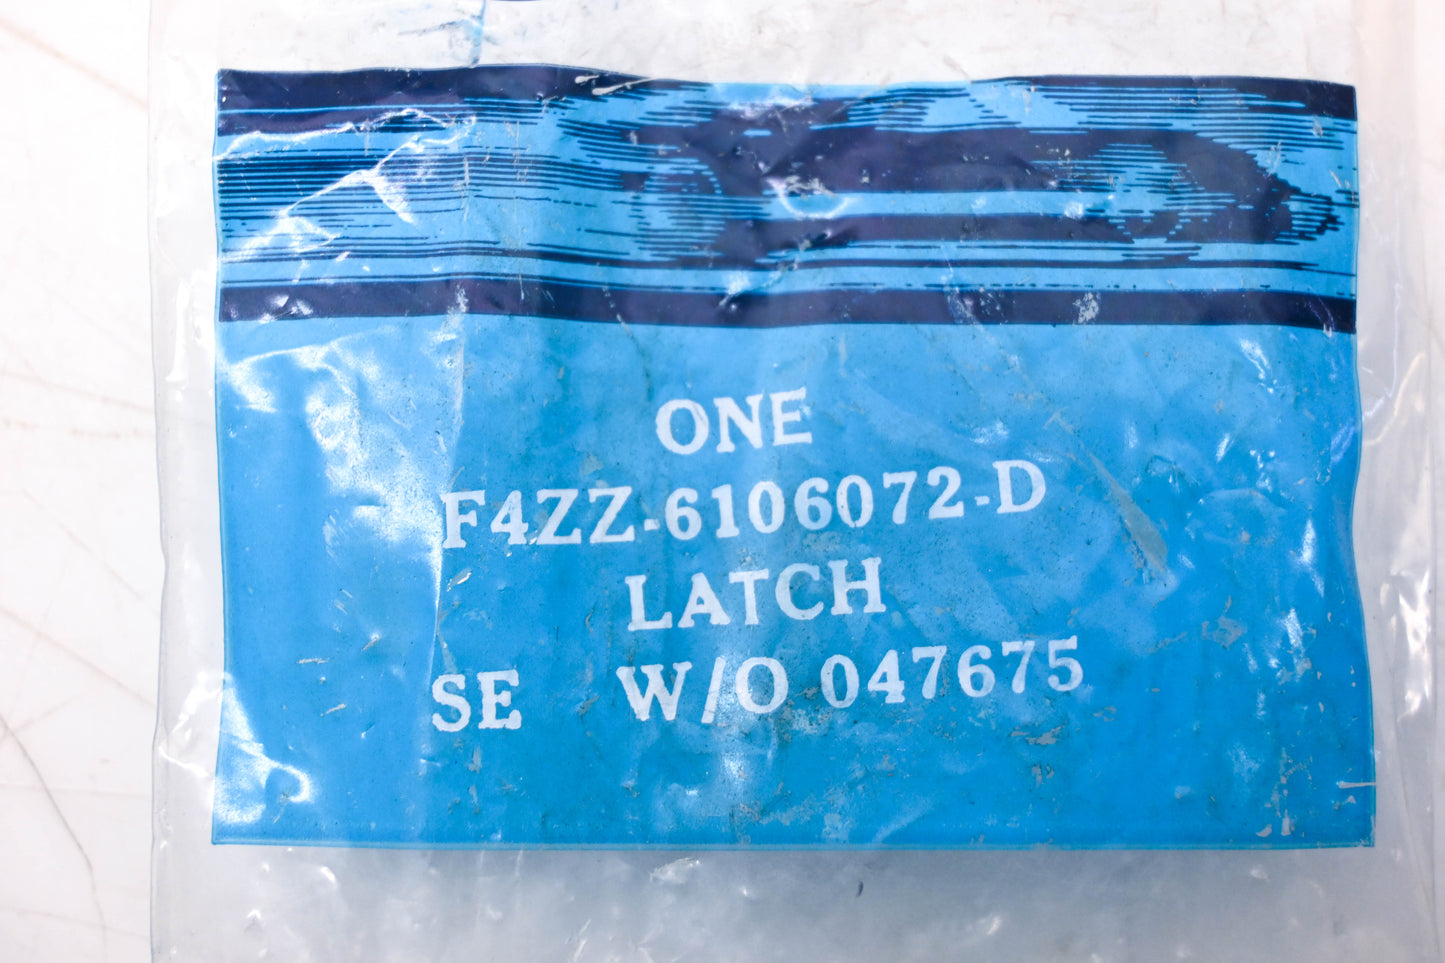 ONE
F4ZZ-6106072-D
LATCH
SE W/O 047675